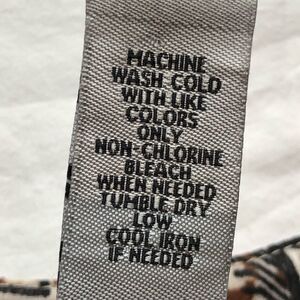 MACHINE
WASH COLD
WITH LIKE
COLORS
ONLY
NON-CHLORINE
BLEACH
WHEN NEEDED
TUMBLE DRY
LOW
COOL IRON
IF NEEDED